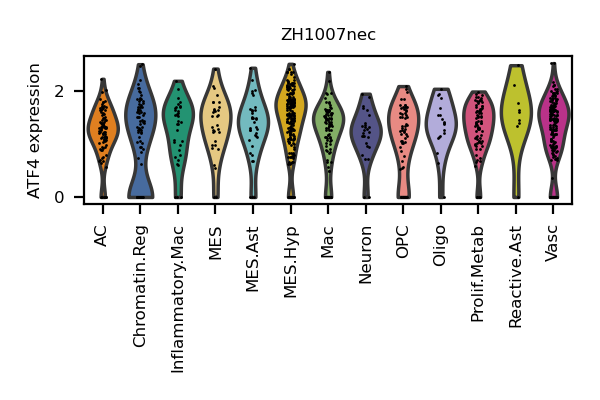 ZH1007nec
ATF4 expression
2
0
AC
Chromatin.Reg
Inflammatory.Mac
MES
MES.Ast
MES.Hyp
Mac
Neuron
OPC
Oligo
Prolif.Metab
Reactive.Ast
Vasc